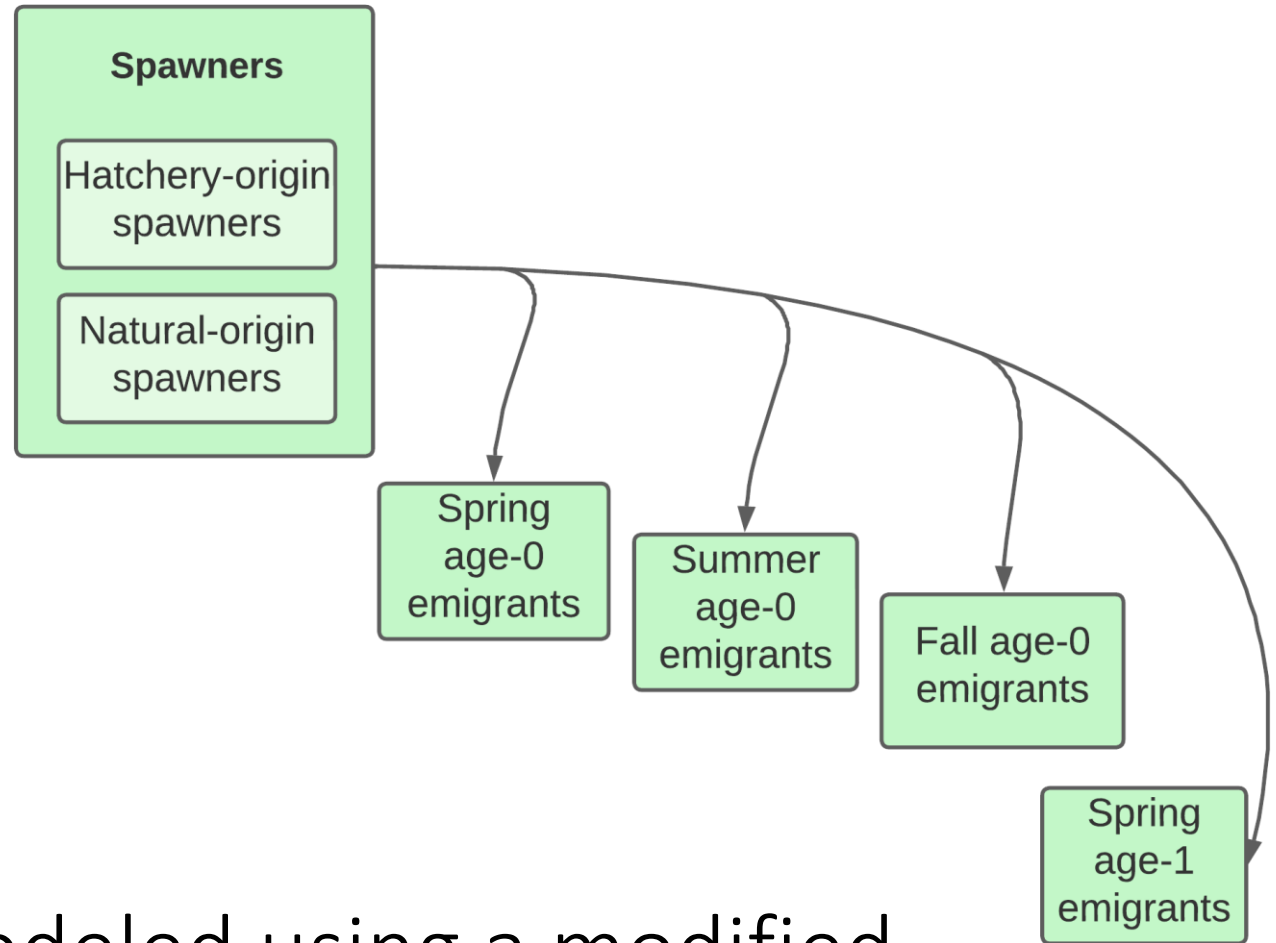 Spawners
Hatchery-origin
spawners
Natural-origin
spawners
Spring
age-0
emigrants
Summer
age-0
emigrants
Fall age-0
emigrants
Spring
age-1
emigrants
using a modified